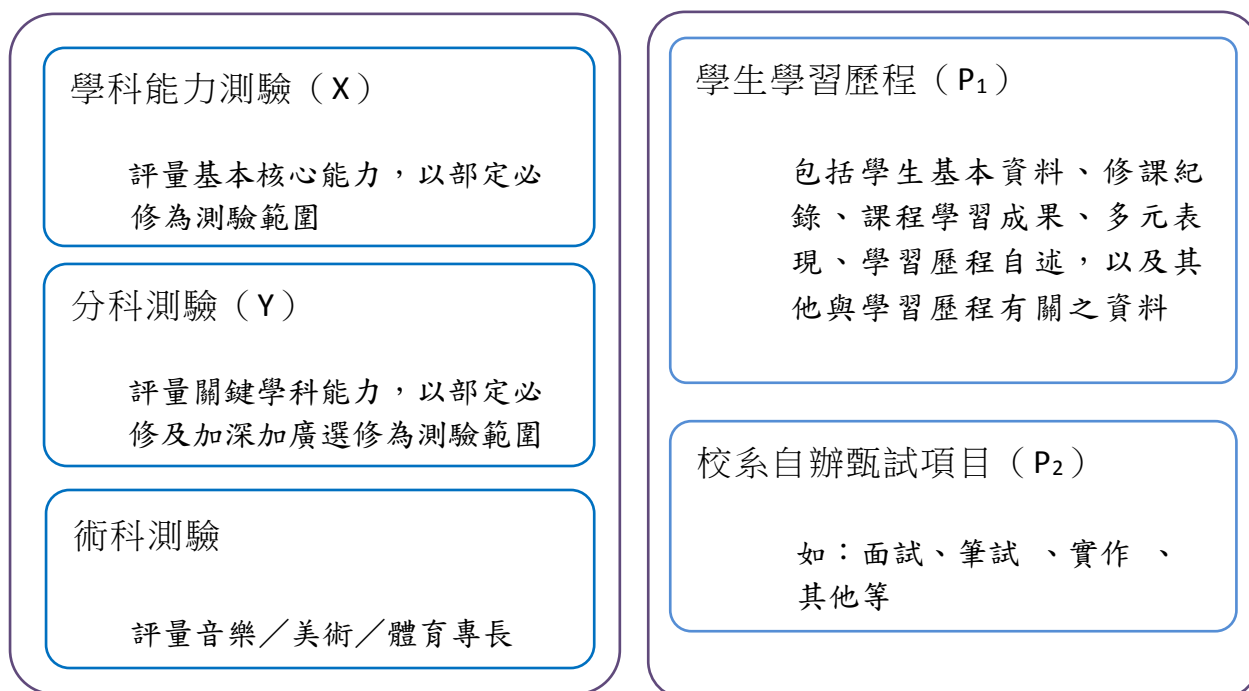 學科能力測驗（X）
評量基本核心能力，以部定必
修為測驗範圍
分科測驗（Y）
評量關鍵學科能力，以部定必
修及加深加廣選修為測驗範圍
術科測驗
評量音樂／美術／體育專長
學生學習歷程（P₁）
包括學生基本資料、修課紀
錄、課程學習成果、多元表
現、學習歷程自述，以及其
他與學習歷程有關之資料
校系自辦甄試項目（P₂）
如：面試、筆試 、實作 、
其他等